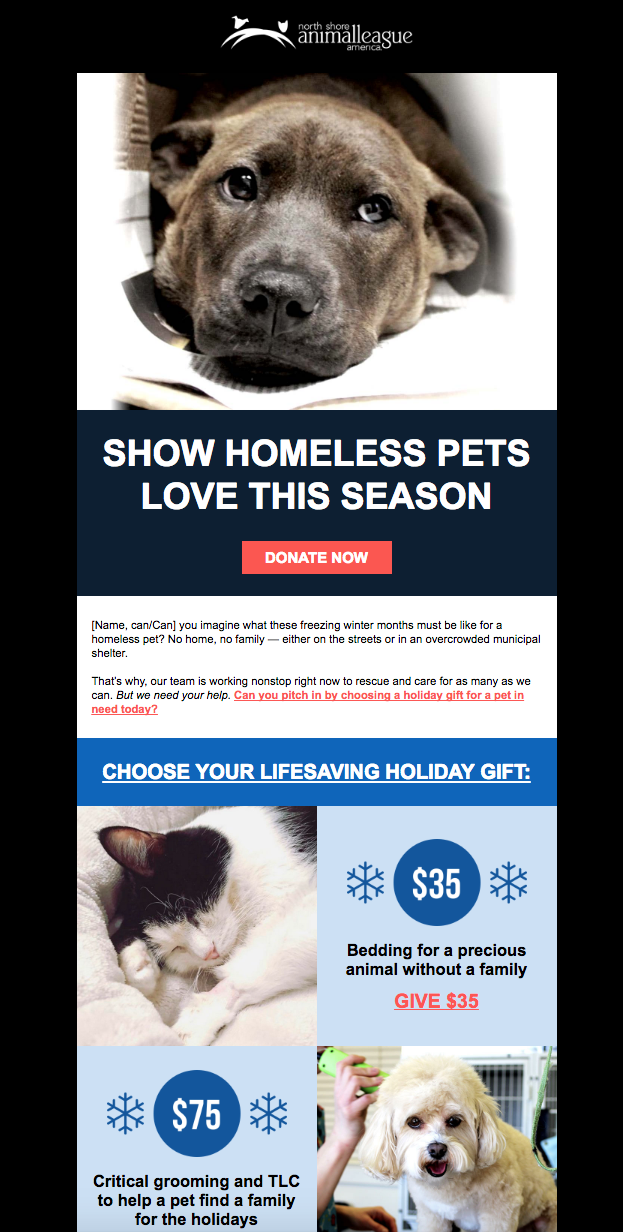 north shore
animalleague
america.
SHOW HOMELESS PETS
LOVE THIS SEASON
DONATE NOW
[Name, can/Can] you imagine what these freezing winter months must be like for a
homeless pet? No home, no family — either on the streets or in an overcrowded municipal
shelter.
That's why, our team is working nonstop right now to rescue and care for as many as we
can. But we need your help. Can you pitch in by choosing a holiday gift for a pet in
need today?
CHOOSE YOUR LIFESAVING HOLIDAY GIFT:
$35
Bedding for a precious
animal without a family
GIVE $35
$75
Critical grooming and TLC
to help a pet find a family
for the holidays